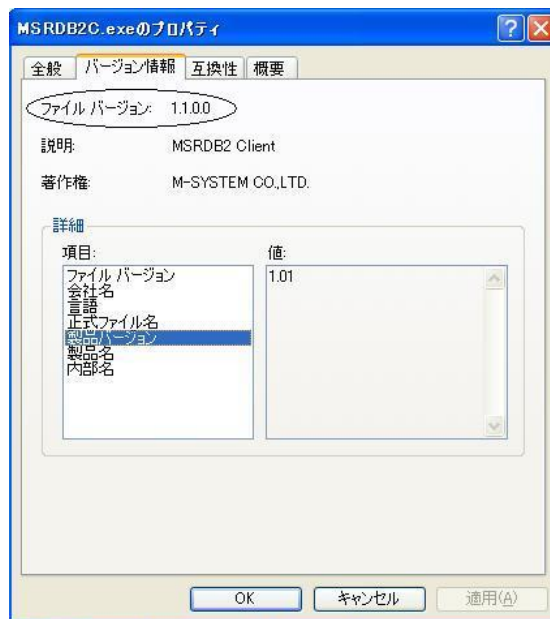 MSRDB2C.exeのプロパティ
全般 バージョン情報 互換性 概要
ファイル バージョン: 1.1.0.0
説明: MSRDB2 Client
著作権: M-SYSTEM CO.,LTD.
詳細
項目: 値:
ファイル バージョン 1.01
会社名
言語
正式ファイル名
製品バージョン
製品名
内部名
OK キャンセル 適用(A)